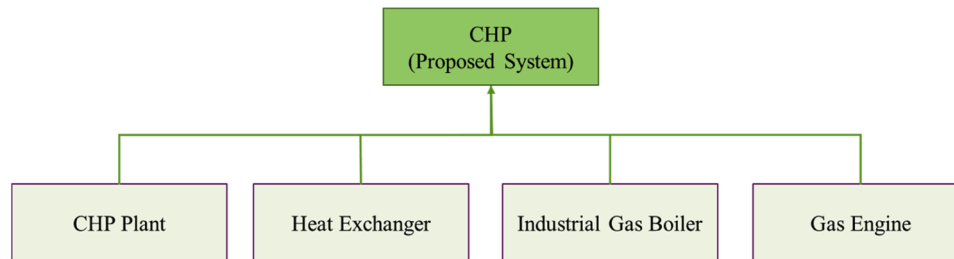 CHP
(Proposed System)
CHP Plant
Heat Exchanger
Industrial Gas Boiler
Gas Engine